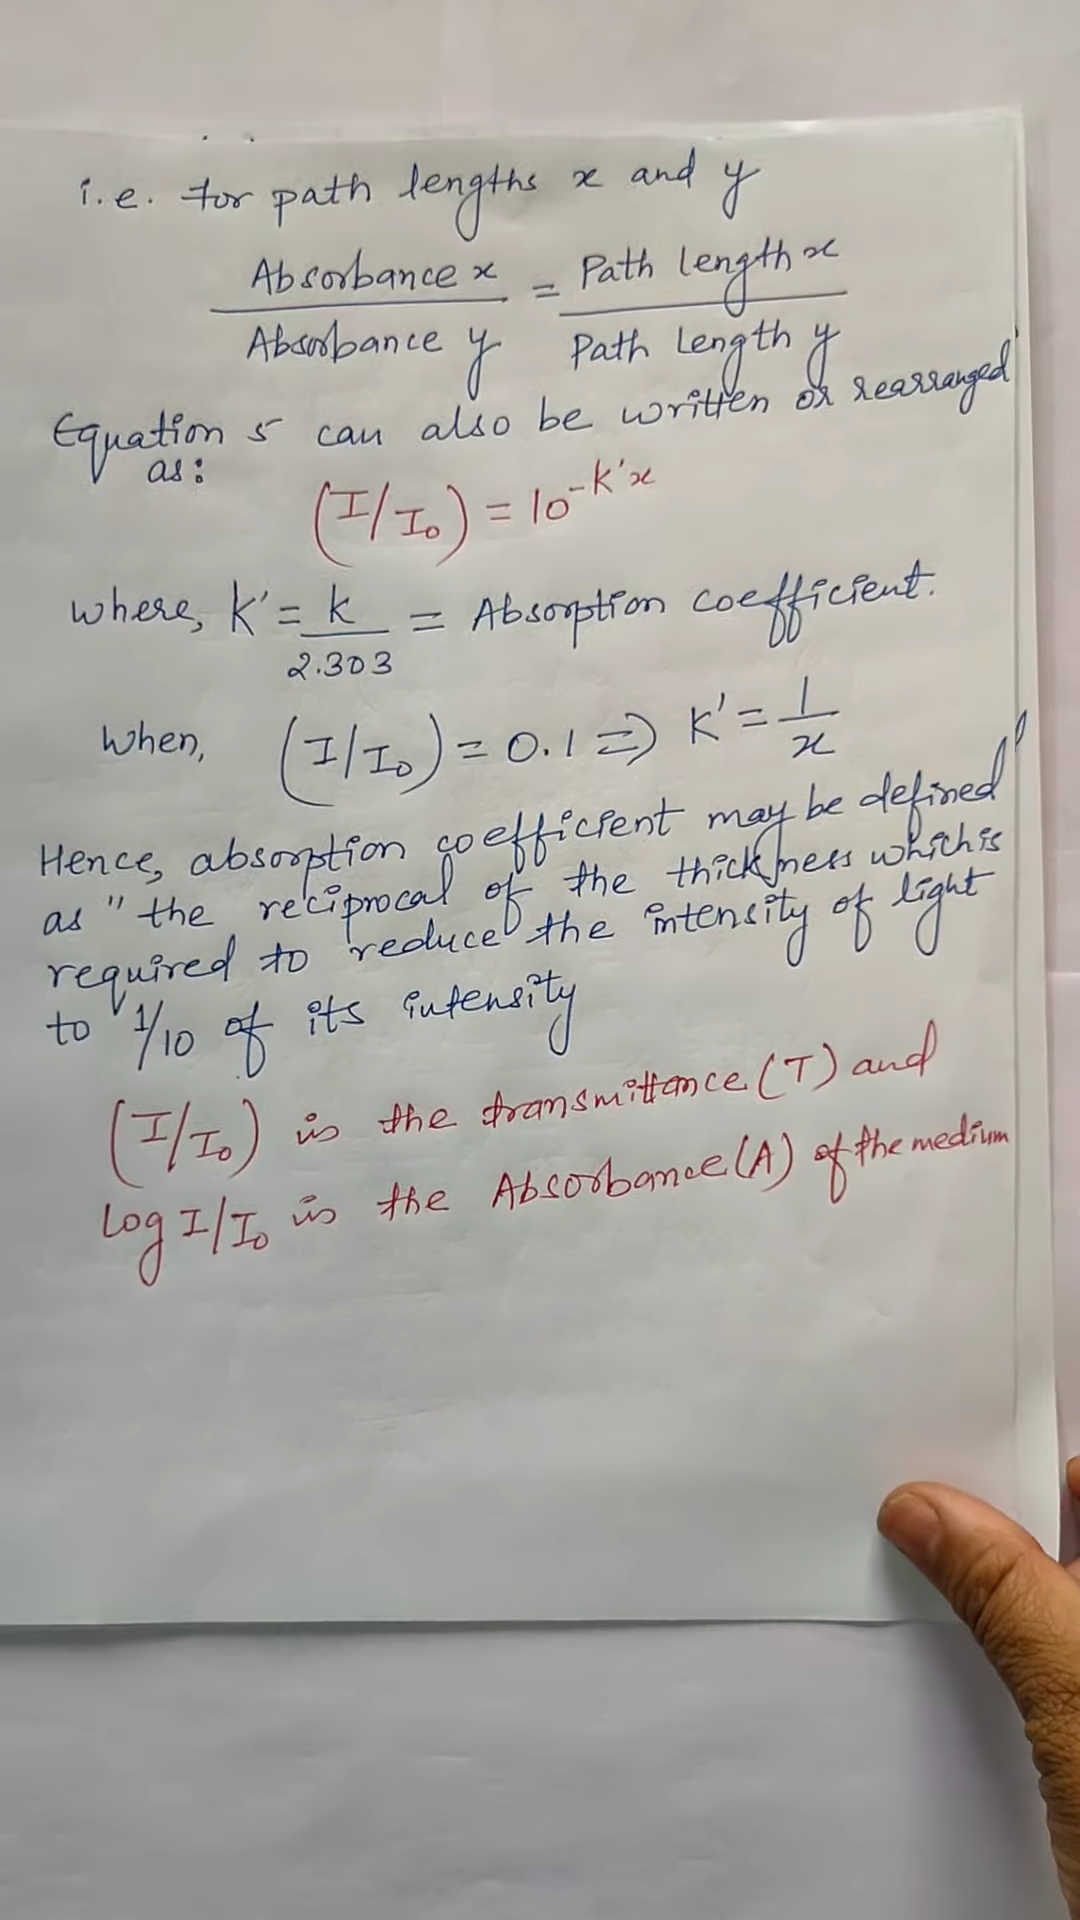 i.e. for path lengths x and y
Absorbance x / Absorbance y = Path length x / Path Length y
Equation 5 can also be written or rearranged
as:
(I/I₀) = 10^-k'x
where, k' = k/2.303 = Absorption coefficient.
When, (I/I₀) = 0.1 => k' = 1/x
Hence, absorption coefficient may be defined
as "the reciprocal of the thickness which is
required to reduce the intensity of light
to 1/10 of its intensity
(I/I₀) is the transmittance (T) and
log I/I₀ is the Absorbance (A) of the medium